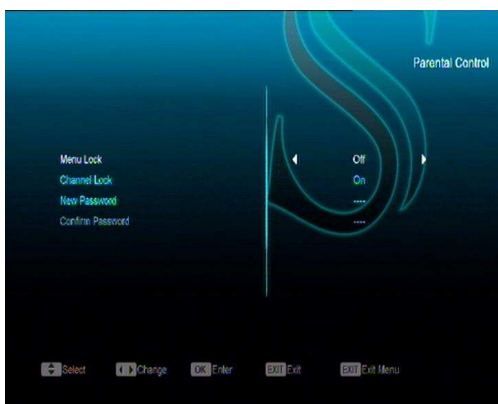 Parental Control
Menu Lock Off
Channel Lock On
New Password ----
Confirm Password ----
Select Change OK Enter EXIT Exit EXIT Exit Menu